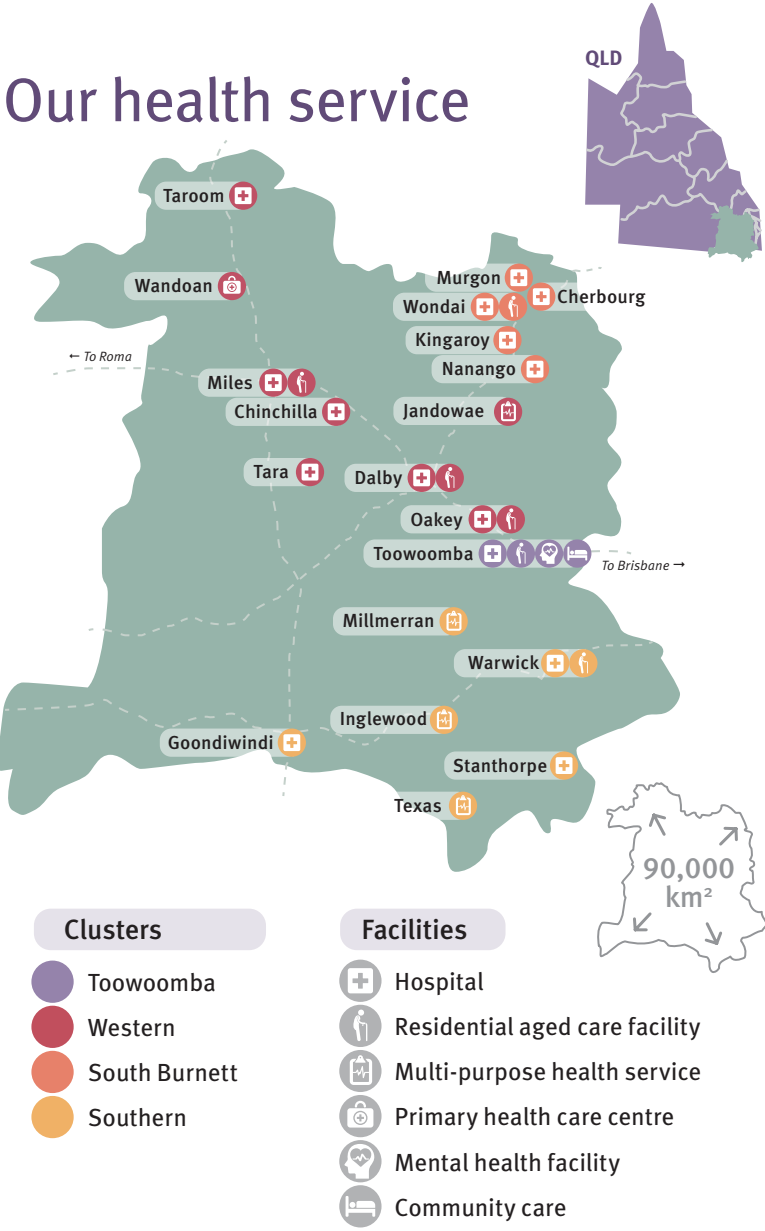 QLD
Our health service
Taroom
Wandoan
Murgon
Cherbourg
Wondai
Kingaroy
← To Roma
Nanango
Miles
Chinchilla
Jandowae
Tara
Dalby
Oakey
Toowoomba
To Brisbane →
Millmerran
Warwick
Inglewood
Goondiwindi
Stanthorpe
Texas
90,000
km²
Clusters
Toowoomba
Western
South Burnett
Southern
Facilities
Hospital
Residential aged care facility
Multi-purpose health service
Primary health care centre
Mental health facility
Community care